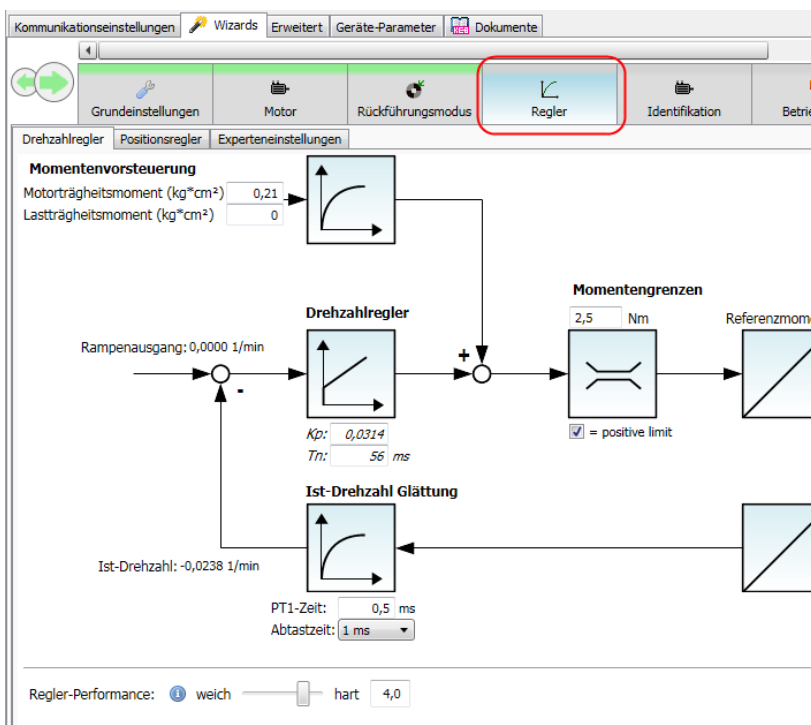 Kommunikationseinstellungen Wizards Erweitert Geräte-Parameter Dokumente
Grundeinstellungen Motor Rückführungsmodus Regler Identifikation Betrie
Drehzahlregler Positionsregler Experteneinstellungen
Momentenvorsteuerung
Motorträgheitsmoment (kg*cm²) 0,21
Lastträgheitsmoment (kg*cm²) 0
Momentengrenzen
Drehzahlregler
2,5 Nm Referenzmome
Rampenausgang: 0,0000 1/min
+
-
Kp: 0,0314
= positive limit
Tn: 56 ms
Ist-Drehzahl Glättung
Ist-Drehzahl: -0,0238 1/min
PT1-Zeit: 0,5 ms
Abtastzeit: 1 ms
Regler-Performance: weich hart 4,0